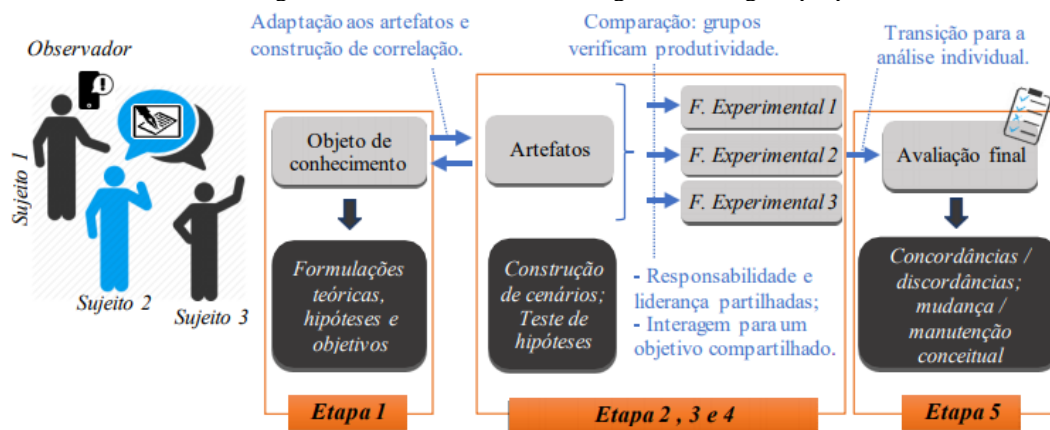 Adaptação aos artefatos e
construção de correlação.
Comparação: grupos
verificam produtividade.
Transição para a
análise individual.
Observador
Sujeito 1
Sujeito 2
Sujeito 3
Objeto de
conhecimento
Artefatos
F. Experimental 1
F. Experimental 2
F. Experimental 3
Avaliação final
Formulações
teóricas,
hipóteses e
objetivos
Construção
de cenários;
Teste de
hipóteses
- Responsabilidade e
liderança partilhadas;
- Interagem para um
objetivo compartilhado.
Concordâncias /
discordâncias;
mudança /
manutenção
conceitual
Etapa 1
Etapa 2 , 3 e 4
Etapa 5